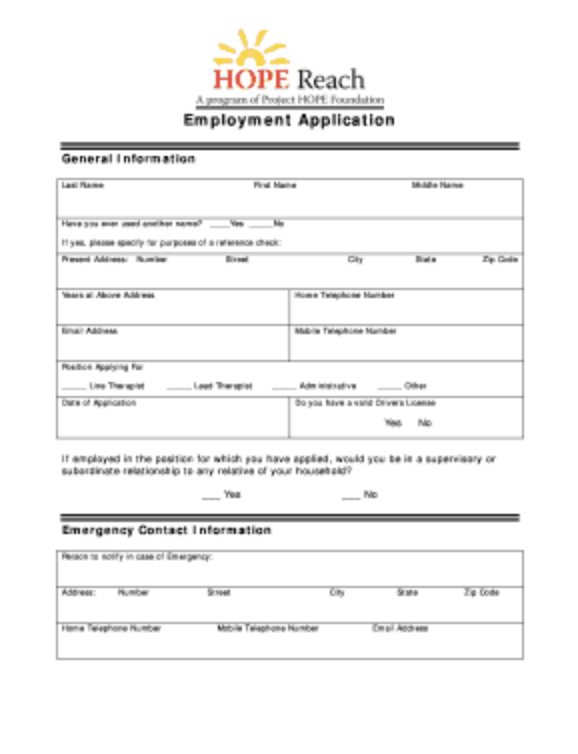 HOPE Reach
A program of Project HOPE Foundation
Employment Application
General Information
Last Name First Name Middle Name
Have you ever used another name? ____Yes _____No
If yes, please specify for purposes of a reference check:
Present Address: Number Street City State Zip Code
Years at Above Address Home Telephone Number
Email Address Mobile Telephone Number
Position Applying For
_____ Line Therapist _____ Lead Therapist _____ Administrative _____ Other
Date of Application Do you have a valid Drivers License
Yes No
If employed in the position for which you have applied, would you be in a supervisory or
subordinate relationship to any relative of your household?
___ Yes ___ No
Emergency Contact Information
Person to notify in case of Emergency:
Address: Number Street City State Zip Code
Home Telephone Number Mobile Telephone Number Email Address